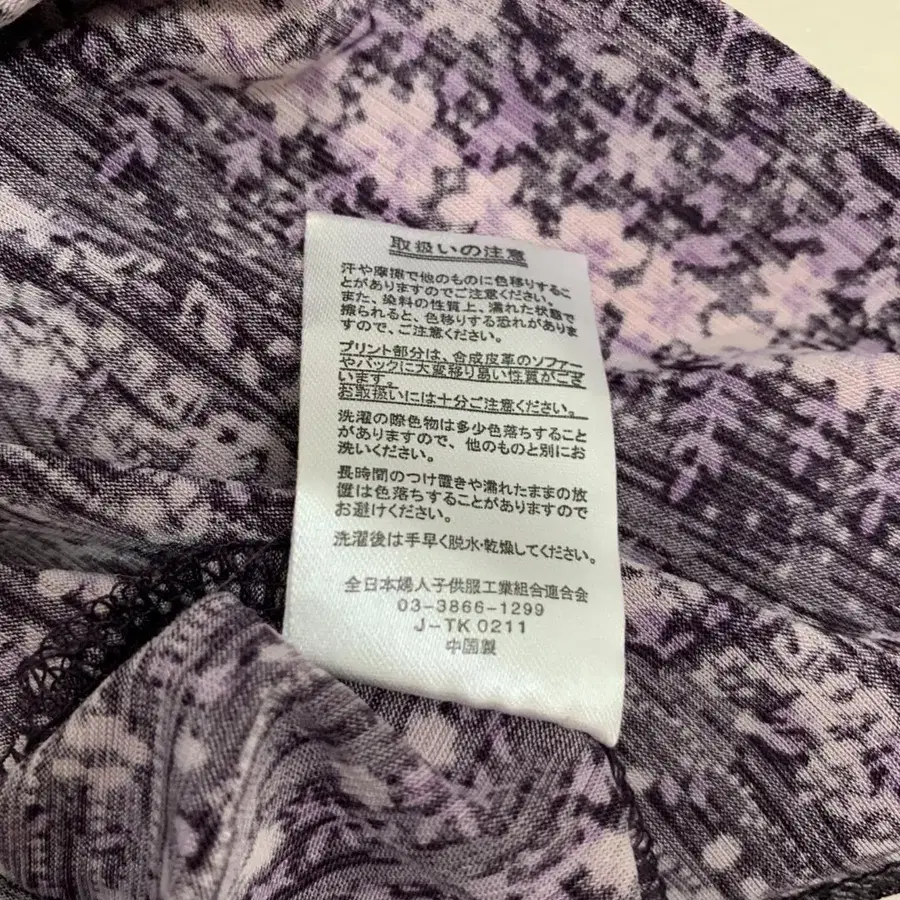 取扱いの注意
汗や摩擦で他のものに色移りするこ
とがありますのでご注意ください。
また、染料の性質上、濡れた状態で
擦られると、色移りする恐れがありま
すので、ご注意ください。
プリント部分は、合成皮革のソファー
やバックに大変移り易い性質がござ
います。
お取扱いには十分ご注意ください。
洗濯の際色物は多少色落ちすること
がありますので、他のものと別にお
洗いください。
長時間のつけ置きや濡れたままの放
置は色落ちすることがありますので
お避けください。
洗濯後は手早く脱水・乾燥してください。
全日本婦人子供服工業組合連合会
03-3866-1299
J-TK 0211
中国製